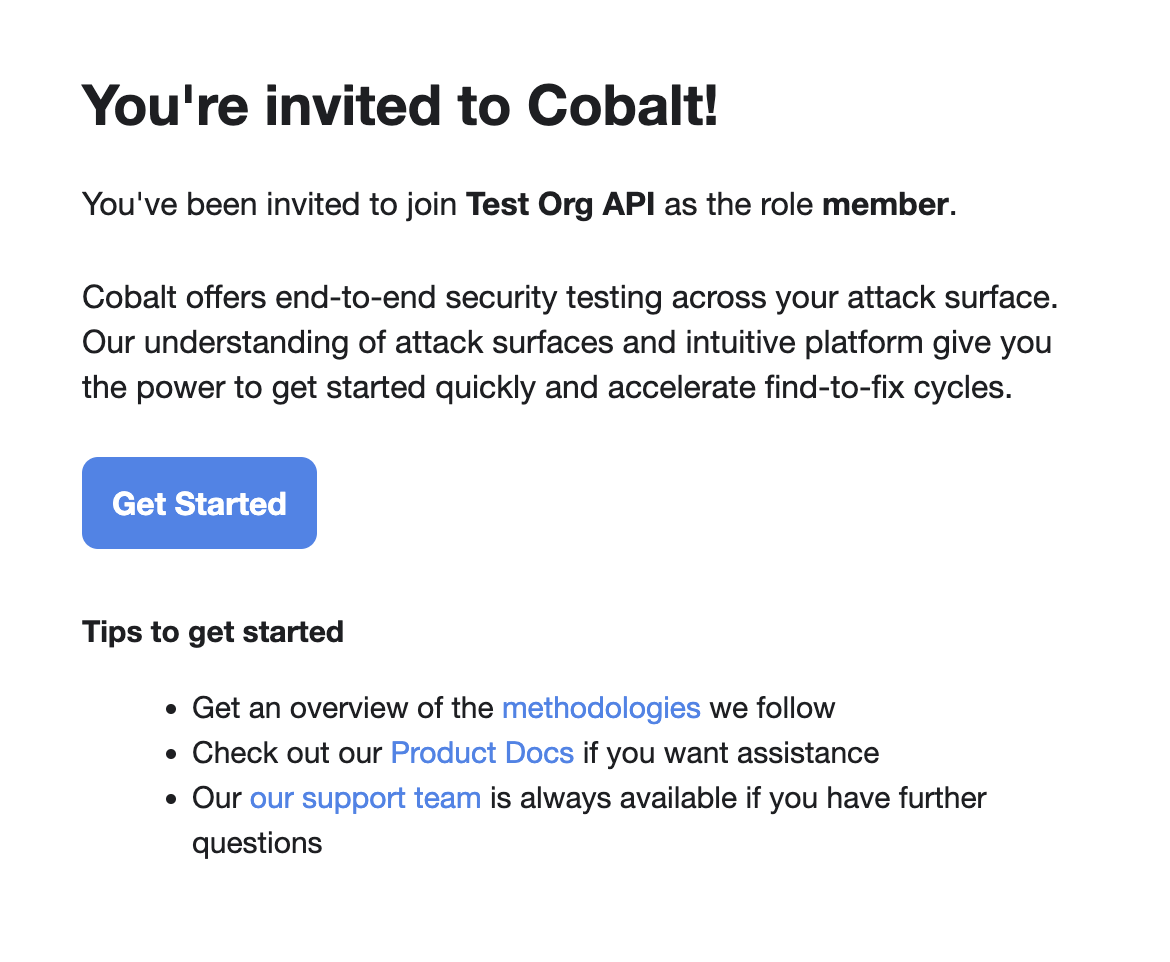 You're invited to Cobalt!
You've been invited to join Test Org API as the role member.
Cobalt offers end-to-end security testing across your attack surface.
Our understanding of attack surfaces and intuitive platform give you
the power to get started quickly and accelerate find-to-fix cycles.
Get Started
Tips to get started
• Get an overview of the methodologies we follow
• Check out our Product Docs if you want assistance
• Our our support team is always available if you have further
questions